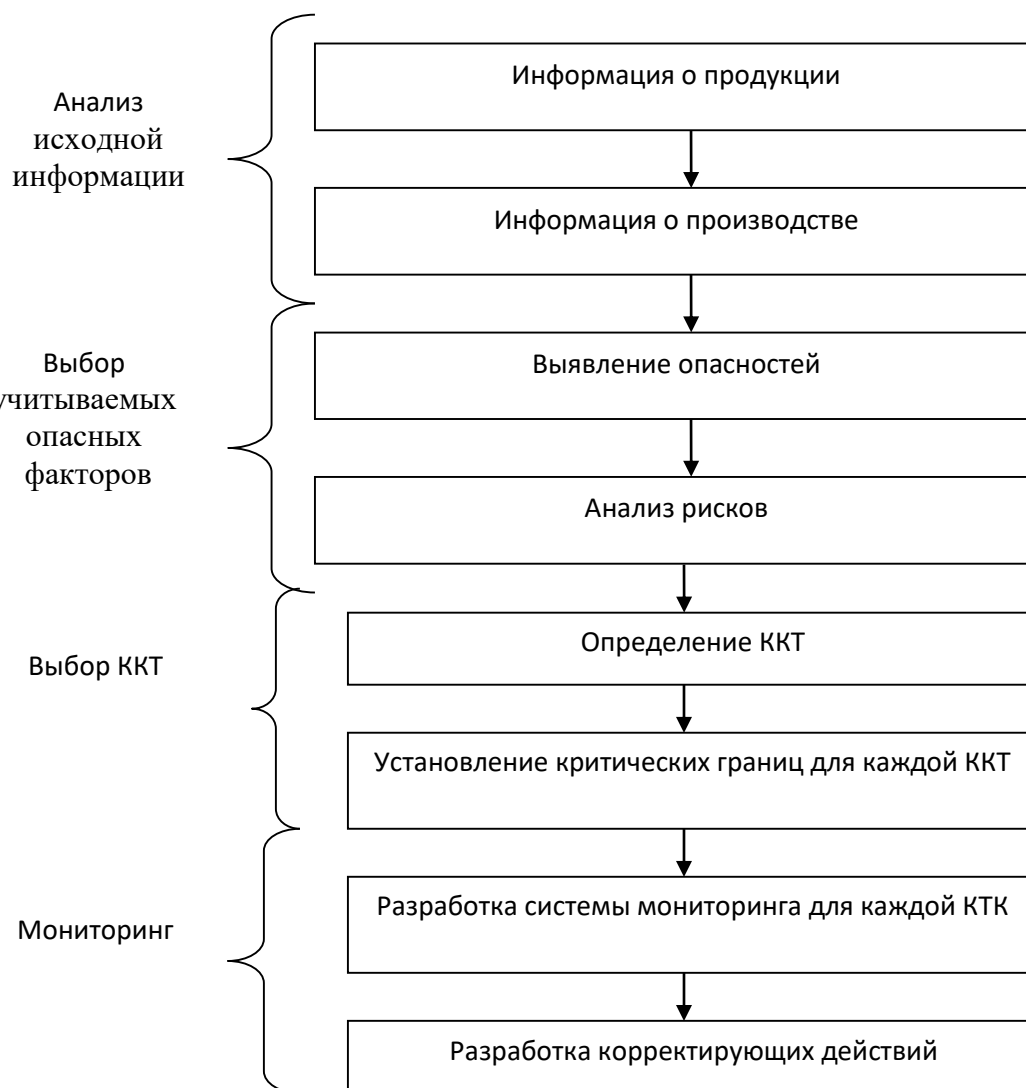 Информация о продукции
Анализ
исходной
информации
Информация о производстве
Выявление опасностей
Выбор
учитываемых
опасных
факторов
Анализ рисков
Определение ККТ
Выбор ККТ
Установление критических границ для каждой ККТ
Разработка системы мониторинга для каждой КТК
Мониторинг
Разработка корректирующих действий